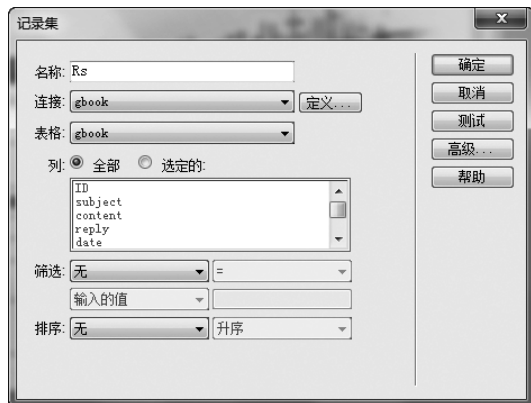 记录集
名称: Rs
连接: gbook 定义...
表格: gbook
列: 全部 选定的:
ID
subject
content
reply
date
筛选: 无 =
输入的值
排序: 无 升序
确定
取消
测试
高级...
帮助